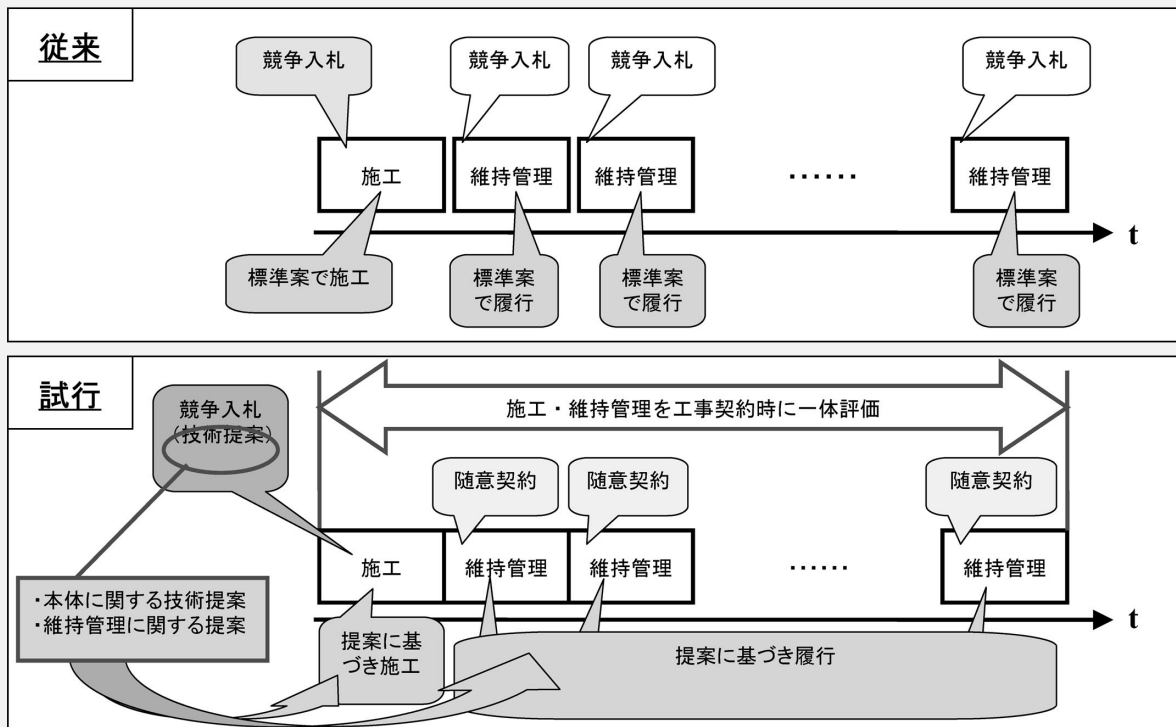 従来
競争入札
競争入札
競争入札
競争入札
施工
維持管理
維持管理
……
維持管理
t
標準案で施工
標準案
で履行
標準案
で履行
標準案
で履行
試行
競争入札
(技術提案)
施工・維持管理を工事契約時に一体評価
随意契約
随意契約
随意契約
施工
維持管理
維持管理
……
維持管理
t
・本体に関する技術提案
・維持管理に関する提案
提案に基
づき施工
提案に基づき履行